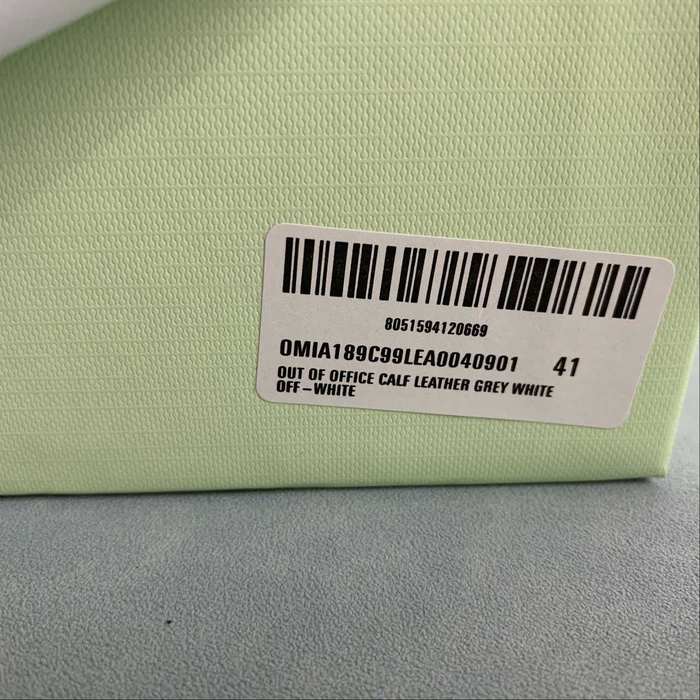 8051594120669
OMIA189C99LEA0040901 41
OUT OF OFFICE CALF LEATHER GREY WHITE
OFF-WHITE